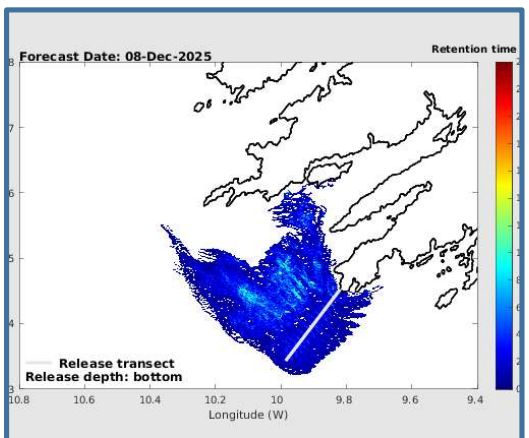 Forecast Date: 08-Dec-2025
Retention time
8
7
6
5
4
3
Release transect
Release depth: bottom
10.8
10.6
10.4
10.2
10
9.8
9.6
9.4
Longitude (W)